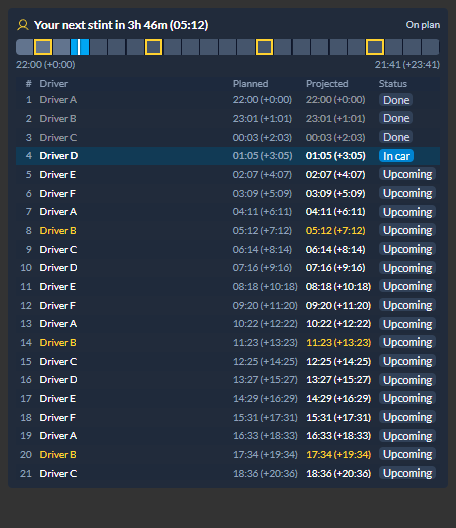 Your next stint in 3h 46m (05:12) On plan
22:00 (+0:00) 21:41 (+23:41)
# Driver Planned Projected Status
1 Driver A 22:00 (+0:00) 22:00 (+0:00) Done
2 Driver B 23:01 (+1:01) 23:01 (+1:01) Done
3 Driver C 00:03 (+2:03) 00:03 (+2:03) Done
4 Driver D 01:05 (+3:05) 01:05 (+3:05) In car
5 Driver E 02:07 (+4:07) 02:07 (+4:07) Upcoming
6 Driver F 03:09 (+5:09) 03:09 (+5:09) Upcoming
7 Driver A 04:11 (+6:11) 04:11 (+6:11) Upcoming
8 Driver B 05:12 (+7:12) 05:12 (+7:12) Upcoming
9 Driver C 06:14 (+8:14) 06:14 (+8:14) Upcoming
10 Driver D 07:16 (+9:16) 07:16 (+9:16) Upcoming
11 Driver E 08:18 (+10:18) 08:18 (+10:18) Upcoming
12 Driver F 09:20 (+11:20) 09:20 (+11:20) Upcoming
13 Driver A 10:22 (+12:22) 10:22 (+12:22) Upcoming
14 Driver B 11:23 (+13:23) 11:23 (+13:23) Upcoming
15 Driver C 12:25 (+14:25) 12:25 (+14:25) Upcoming
16 Driver D 13:27 (+15:27) 13:27 (+15:27) Upcoming
17 Driver E 14:29 (+16:29) 14:29 (+16:29) Upcoming
18 Driver F 15:31 (+17:31) 15:31 (+17:31) Upcoming
19 Driver A 16:33 (+18:33) 16:33 (+18:33) Upcoming
20 Driver B 17:34 (+19:34) 17:34 (+19:34) Upcoming
21 Driver C 18:36 (+20:36) 18:36 (+20:36) Upcoming